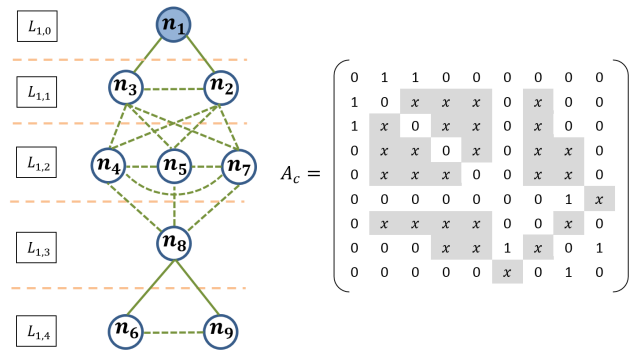 L₁,₀ n₁
L₁,₁ n₃ n₂
L₁,₂ n₄ n₅ n₇
L₁,₃ n₈
L₁,₄ n₆ n₉
A_c =
0 1 1 0 0 0 0 0 0
1 0 x x x 0 x 0 0
1 x 0 x x 0 x 0 0
0 x x 0 x 0 x x 0
0 x x x 0 0 x x 0
0 0 0 0 0 0 0 1 x
0 x x x x 0 0 x 0
0 0 0 x x 1 x 0 1
0 0 0 0 0 x 0 1 0